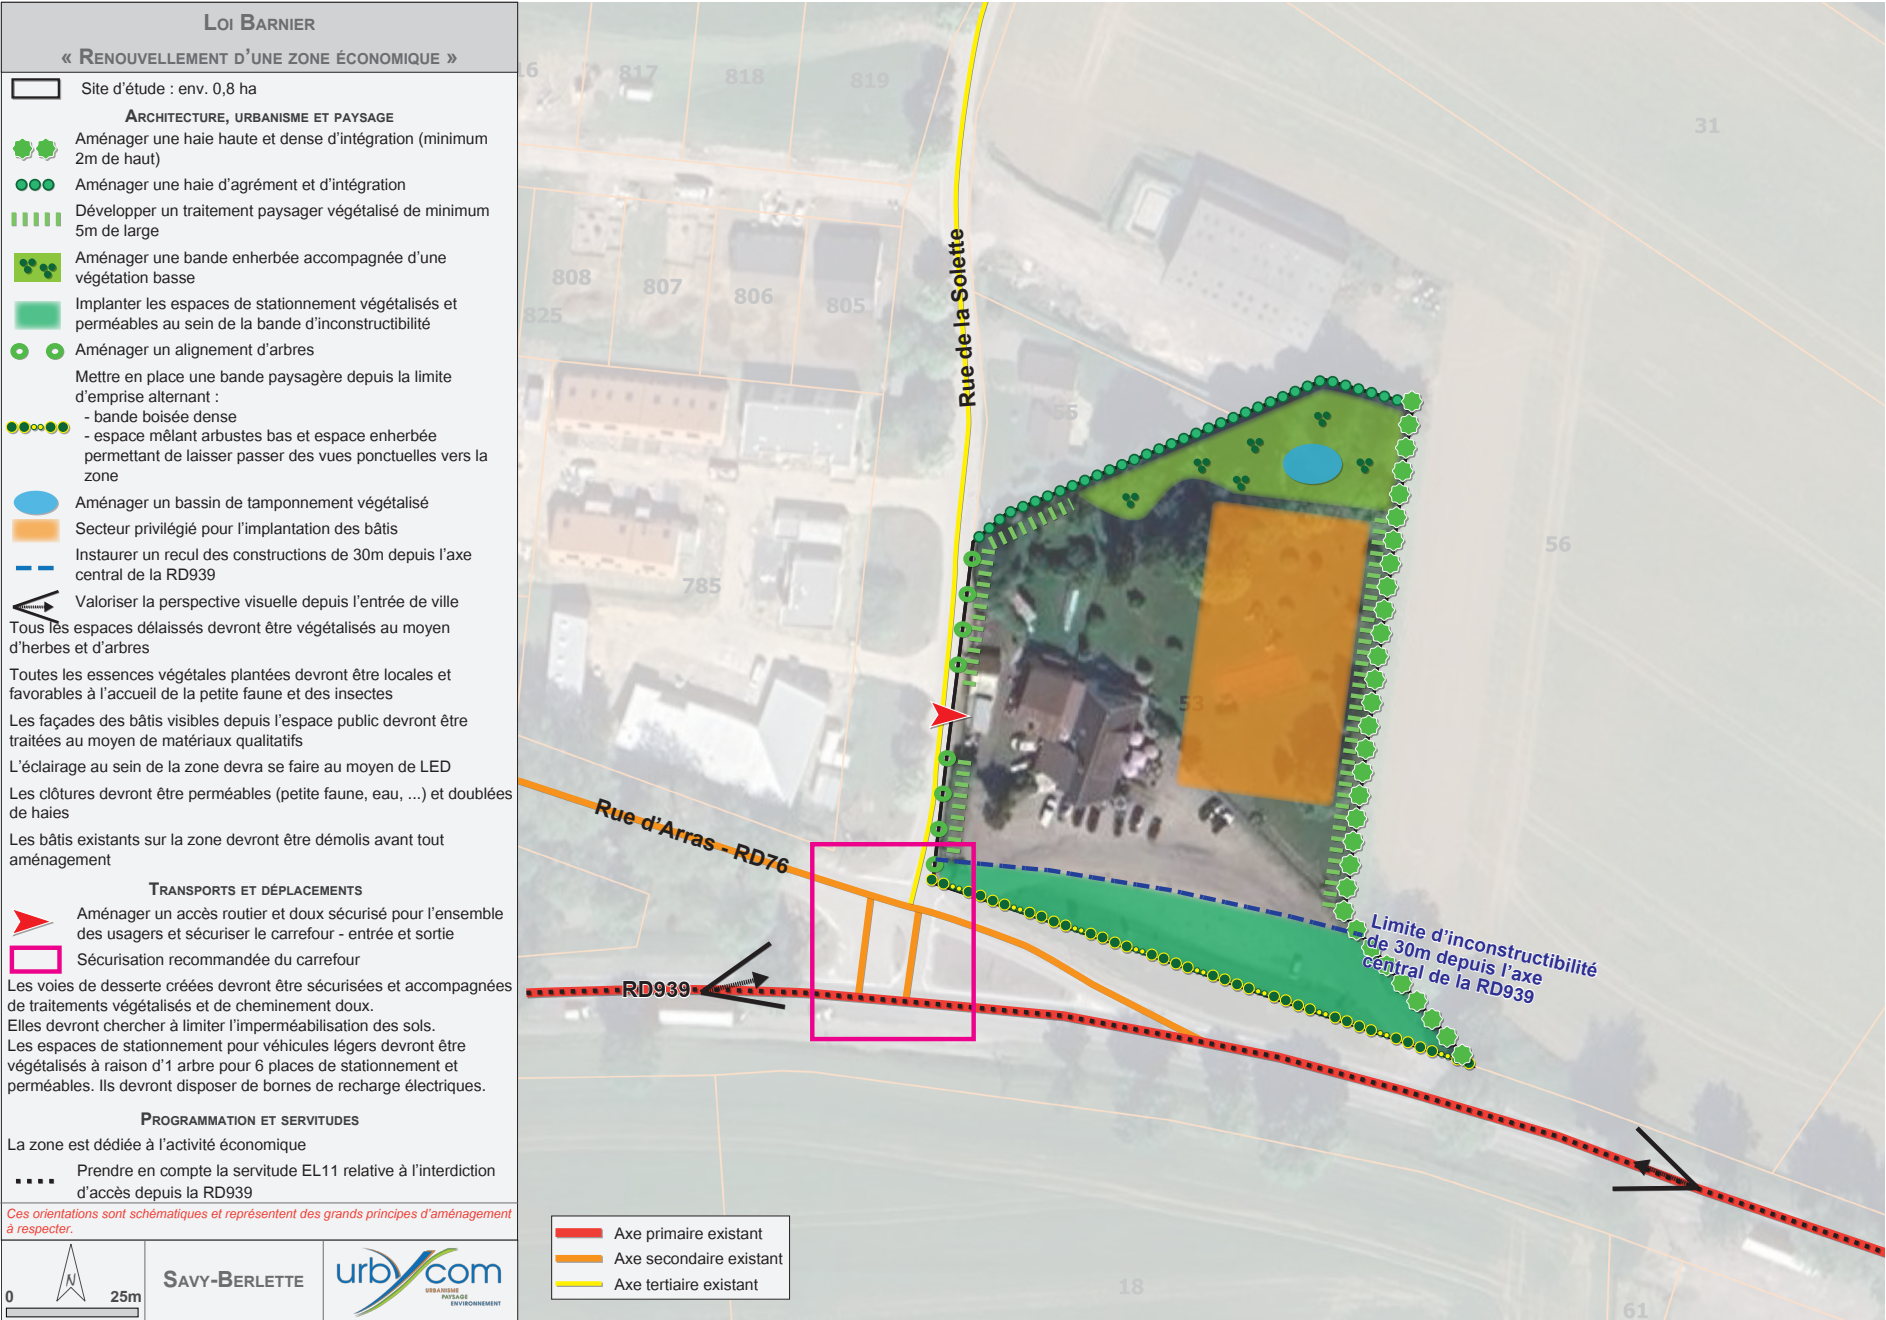 LOI BARNIER
« RENOUVELLEMENT D'UNE ZONE ÉCONOMIQUE »
Site d'étude : env. 0,8 ha
ARCHITECTURE, URBANISME ET PAYSAGE
Aménager une haie haute et dense d'intégration (minimum
2m de haut)
Aménager une haie d'agrément et d'intégration
Développer un traitement paysager végétalisé de minimum
5m de large
Aménager une bande enherbée accompagnée d'une
végétation basse
Implanter les espaces de stationnement végétalisés et
perméables au sein de la bande d'inconstructibilité
Aménager un alignement d'arbres
Mettre en place une bande paysagère depuis la limite
d'emprise alternant :
- bande boisée dense
- espace mêlant arbustes bas et espace enherbée
permettant de laisser passer des vues ponctuelles vers la
zone
Aménager un bassin de tamponnement végétalisé
Secteur privilégié pour l'implantation des bâtis
Instaurer un recul des constructions de 30m depuis l'axe
central de la RD939
Valoriser la perspective visuelle depuis l'entrée de ville
Tous les espaces délaissés devront être végétalisés au moyen
d'herbes et d'arbres
Toutes les essences végétales plantées devront être locales et
favorables à l'accueil de la petite faune et des insectes
Les façades des bâtis visibles depuis l'espace public devront être
traitées au moyen de matériaux qualitatifs
L'éclairage au sein de la zone devra se faire au moyen de LED
Les clôtures devront être perméables (petite faune, eau, ...) et doublées
de haies
Les bâtis existants sur la zone devront être démolis avant tout
aménagement
TRANSPORTS ET DÉPLACEMENTS
Aménager un accès routier et doux sécurisé pour l'ensemble
des usagers et sécuriser le carrefour - entrée et sortie
Sécurisation recommandée du carrefour
Les voies de desserte créées devront être sécurisées et accompagnées
de traitements végétalisés et de cheminement doux.
Elles devront chercher à limiter l'imperméabilisation des sols.
Les espaces de stationnement pour véhicules légers devront être
végétalisés à raison d'1 arbre pour 6 places de stationnement et
perméables. Ils devront disposer de bornes de recharge électriques.
PROGRAMMATION ET SERVITUDES
La zone est dédiée à l'activité économique
Prendre en compte la servitude EL11 relative à l'interdiction
d'accès depuis la RD939
Ces orientations sont schématiques et représentent des grands principes d'aménagement
à respecter.
N
0 25m
SAVY-BERLETTE
urbycom
URBANISME
PAYSAGE
ENVIRONNEMENT
16
817
818
819
31
808
807
806
805
825
55
56
785
53
18
61
Rue de la Solette
Rue d'Arras - RD76
RD939
Limite d'inconstructibilité
de 30m depuis l'axe
central de la RD939
Axe primaire existant
Axe secondaire existant
Axe tertiaire existant